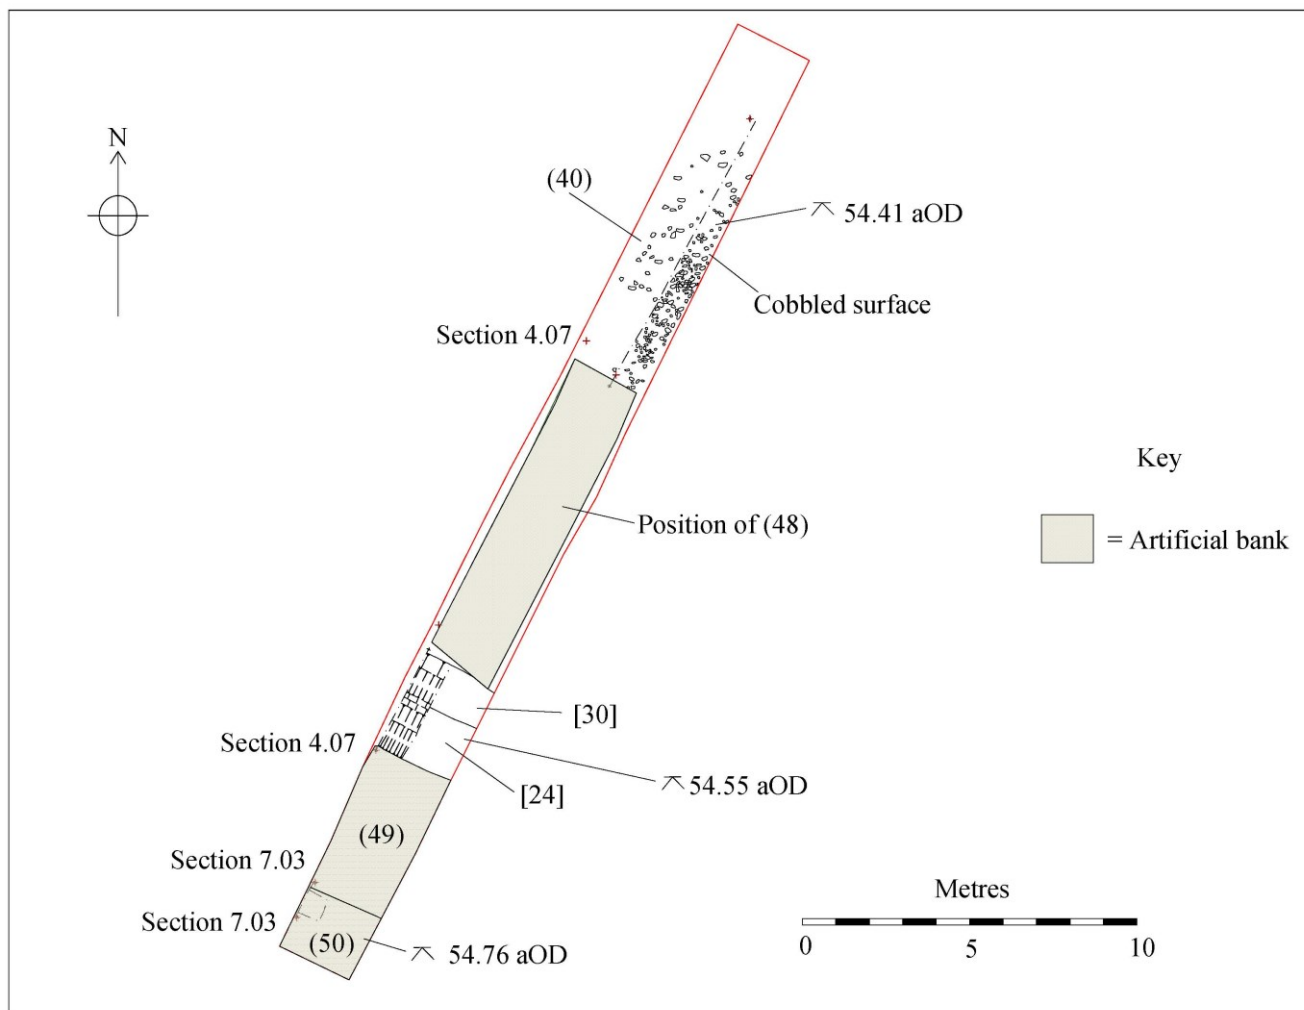 N
(40)
54.41 aOD
Cobbled surface
Section 4.07
Key
Position of (48)
= Artificial bank
[30]
Section 4.07
54.55 aOD
[24]
(49)
Section 7.03
Metres
Section 7.03
(50)
54.76 aOD
0 5 10